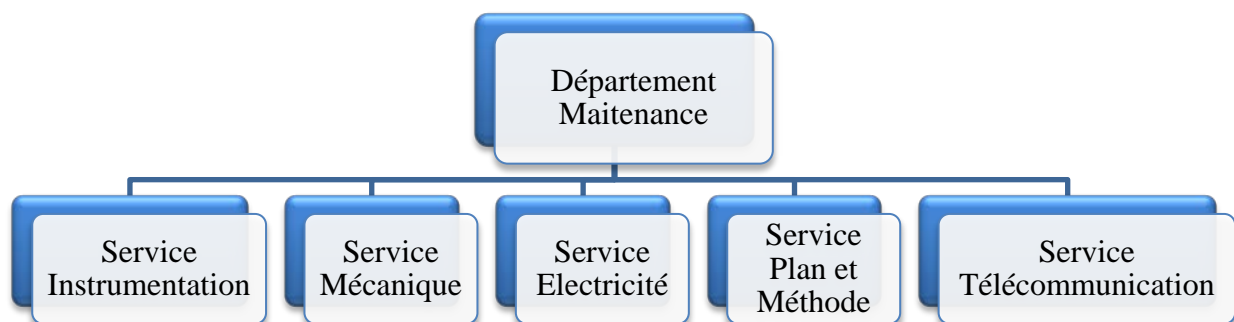 Département
Maitenance
Service
Instrumentation
Service
Mécanique
Service
Electricité
Service
Plan et
Méthode
Service
Télécommunication